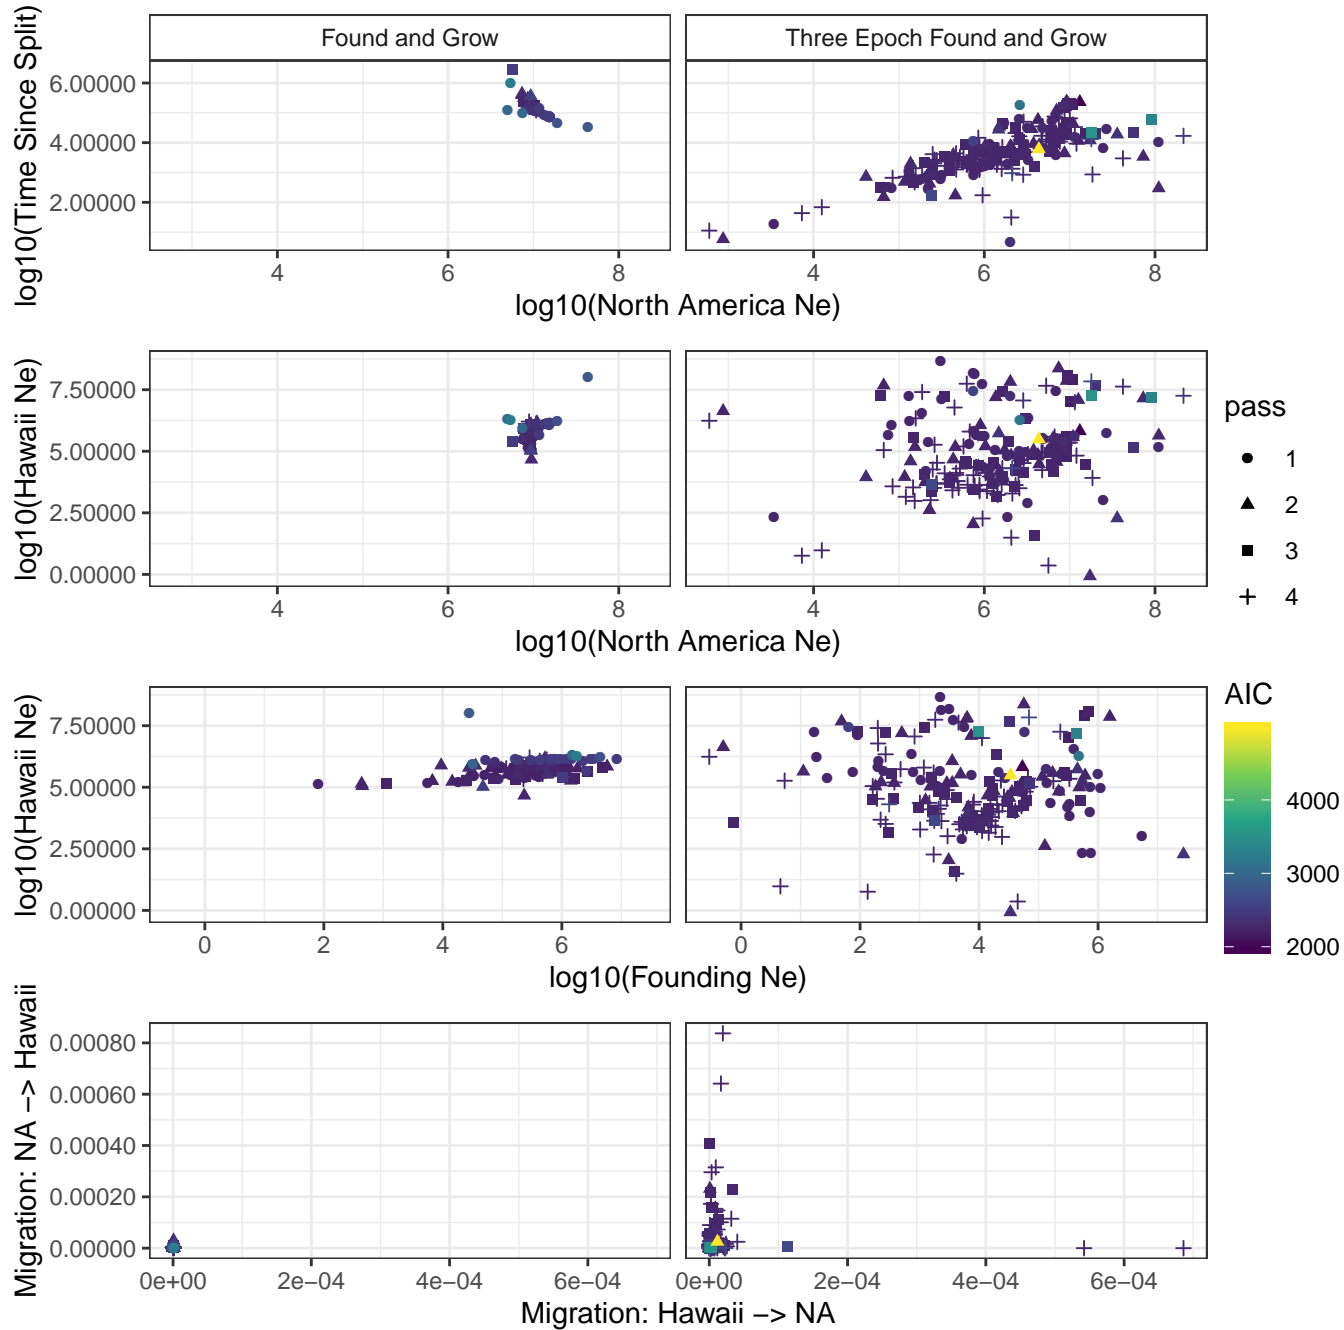 Found and Grow
Three Epoch Found and Grow
log10(Time Since Split)
6.00000
4.00000
2.00000
4
6
8
4
6
8
log10(North America Ne)
log10(Hawaii Ne)
7.50000
5.00000
2.50000
0.00000
4
6
8
4
6
8
log10(North America Ne)
pass
1
2
3
4
log10(Hawaii Ne)
7.50000
5.00000
2.50000
0.00000
0
2
4
6
0
2
4
6
log10(Founding Ne)
AIC
4000
3000
2000
Migration: NA −> Hawaii
0.00080
0.00060
0.00040
0.00020
0.00000
0e+00
2e−04
4e−04
6e−04
0e+00
2e−04
4e−04
6e−04
Migration: Hawaii −> NA